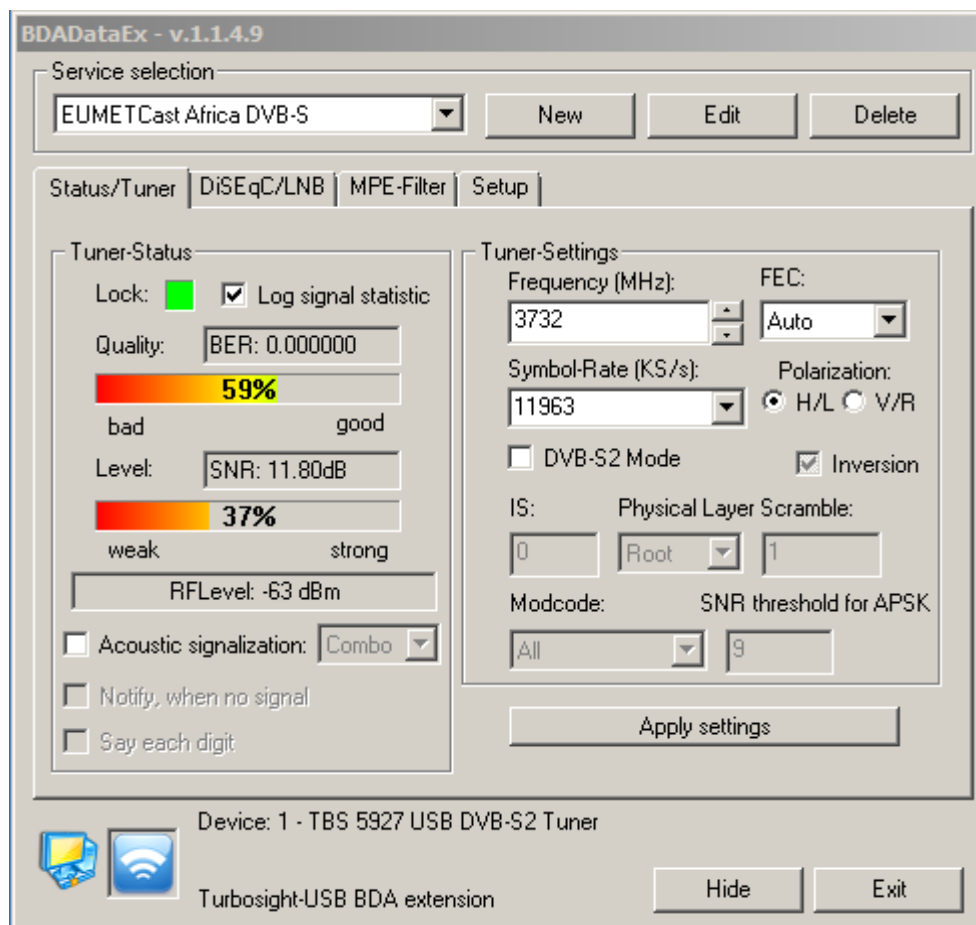 BDADataEx - v.1.1.4.9
Service selection
EUMETCast Africa DVB-S
New
Edit
Delete
Status/Tuner
DiSEqC/LNB
MPE-Filter
Setup
Tuner-Status
Lock:
Log signal statistic
Quality:
BER: 0.000000
59%
bad
good
Level:
SNR: 11.80dB
37%
weak
strong
RFLevel: -63 dBm
Acoustic signalization:
Combo
Notify, when no signal
Say each digit
Tuner-Settings
Frequency (MHz):
FEC:
3732
Auto
Symbol-Rate (KS/s):
Polarization:
11963
H/L
V/R
DVB-S2 Mode
Inversion
IS:
Physical Layer Scramble:
0
Root
1
Modcode:
SNR threshold for APSK
All
9
Apply settings
Device: 1 - TBS 5927 USB DVB-S2 Tuner
Turbosight-USB BDA extension
Hide
Exit